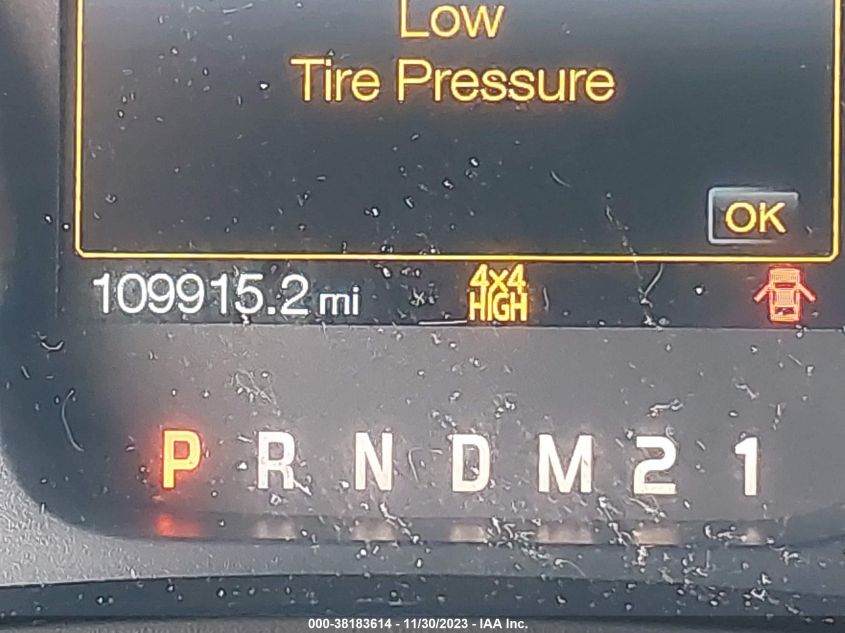 Low
Tire Pressure
OK
109915.2 mi
4x4
HIGH
P R N D M 2 1
000-38183614 - 11/30/2023 - IAA Inc.